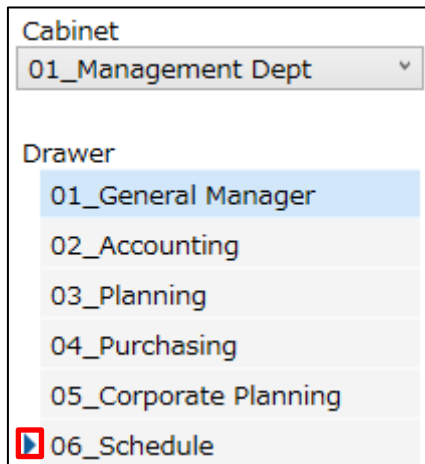 Cabinet
01_Management Dept
Drawer
01_General Manager
02_Accounting
03_Planning
04_Purchasing
05_Corporate Planning
06_Schedule